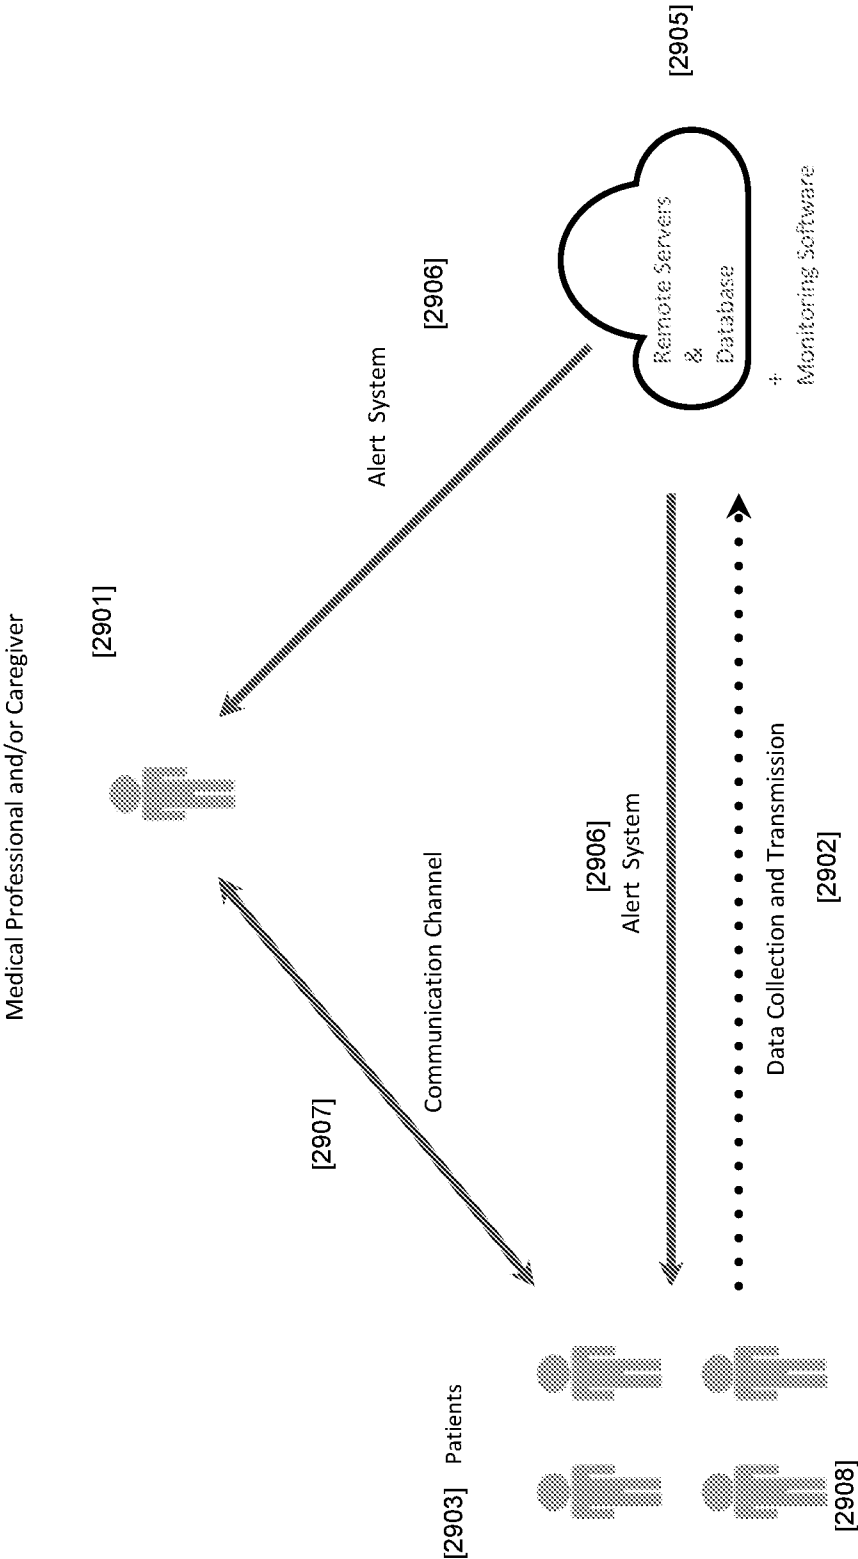 Medical Professional and/or Caregiver
[2901]
Alert System
[2906]
[2905]
[2907]
Communication Channel
Remote Servers
&
Database
+
Monitoring Software
[2903] Patients
[2906]
Alert System
Data Collection and Transmission
[2902]
[2908]